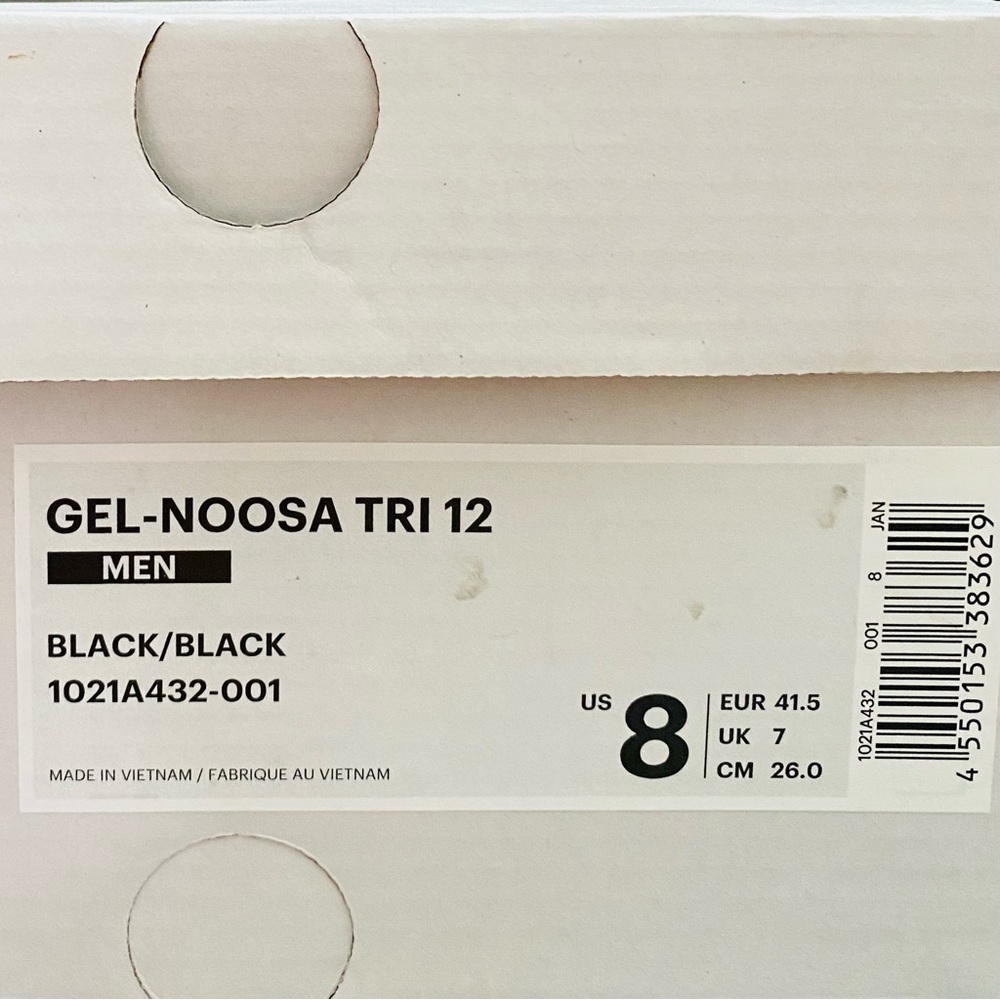 GEL-NOOSA TRI 12
MEN
BLACK/BLACK
1021A432-001
MADE IN VIETNAM / FABRIQUE AU VIETNAM
US 8
EUR 41.5
UK 7
CM 26.0
1021A432 001 8 JAN
4 550153 383629